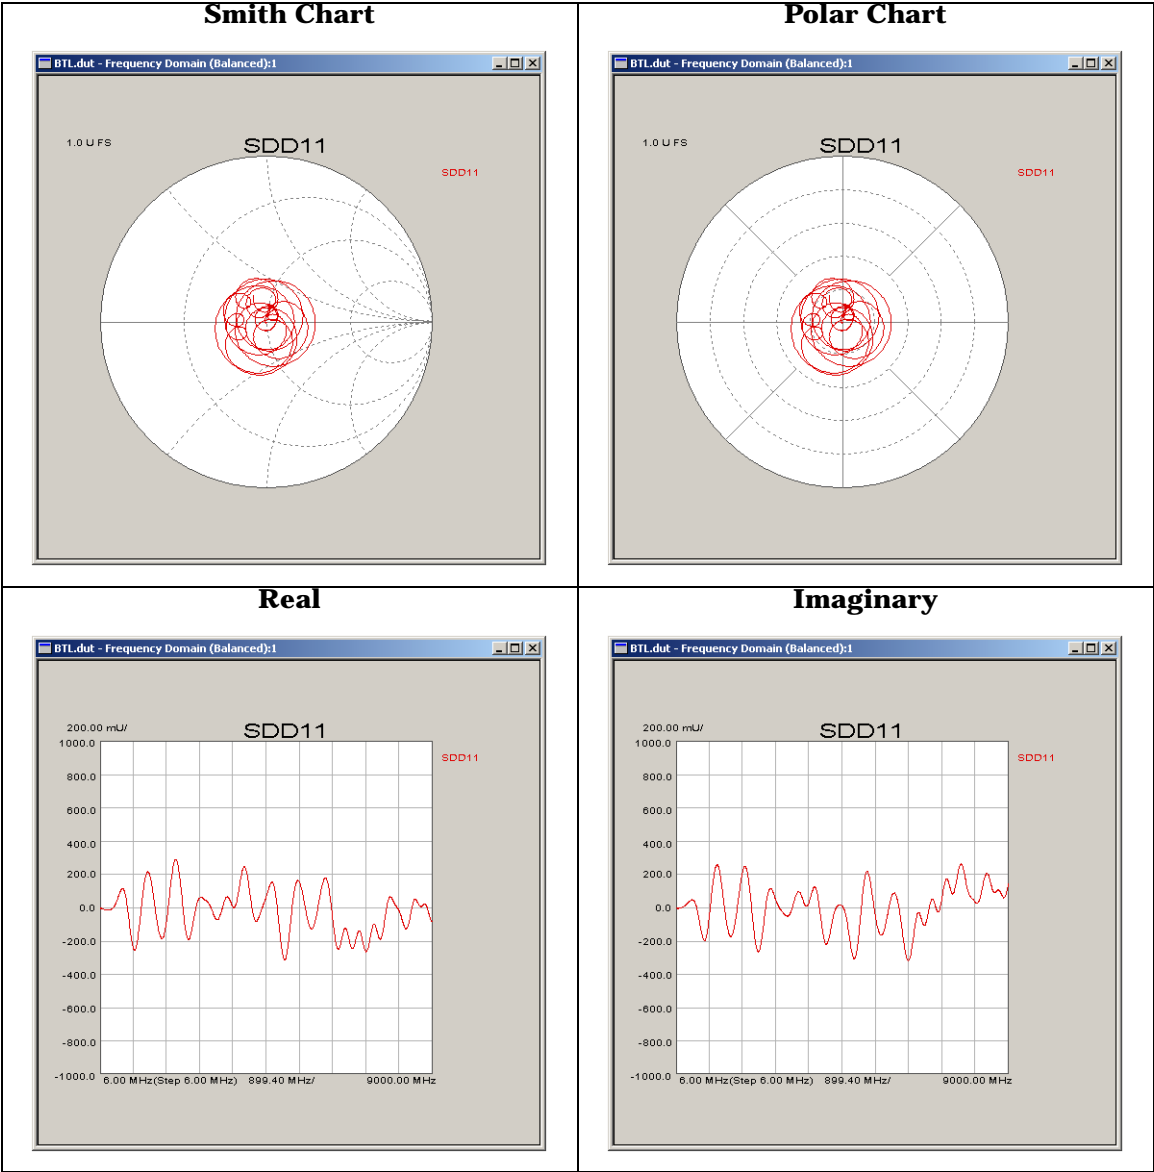 Smith Chart
BTL.dut - Frequency Domain (Balanced):1
1.0 U FS
SDD11
SDD11
Polar Chart
BTL.dut - Frequency Domain (Balanced):1
1.0 U FS
SDD11
SDD11
Real
BTL.dut - Frequency Domain (Balanced):1
200.00 mU/
SDD11
SDD11
1000.0
800.0
600.0
400.0
200.0
0.0
-200.0
-400.0
-600.0
-800.0
-1000.0
6.00 MHz(Step 6.00 MHz) 899.40 MHz/ 9000.00 MHz
Imaginary
BTL.dut - Frequency Domain (Balanced):1
200.00 mU/
SDD11
SDD11
1000.0
800.0
600.0
400.0
200.0
0.0
-200.0
-400.0
-600.0
-800.0
-1000.0
6.00 MHz(Step 6.00 MHz) 899.40 MHz/ 9000.00 MHz